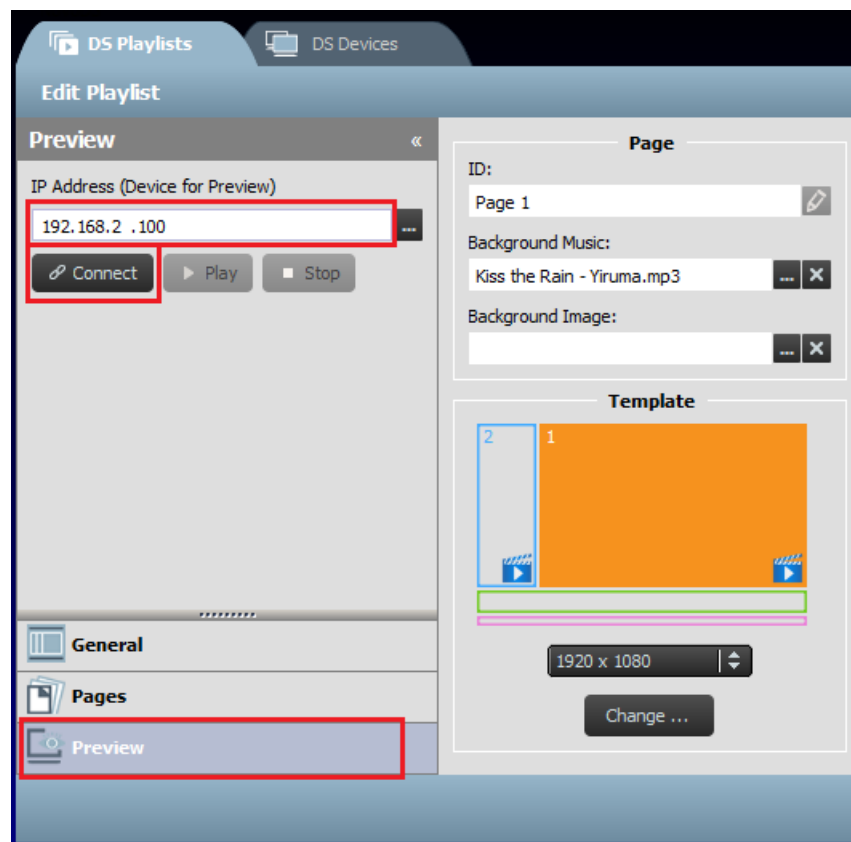 DS Playlists
DS Devices
Edit Playlist
Preview «
IP Address (Device for Preview)
192.168.2 .100 ...
Connect Play Stop
General
Pages
Preview
Page
ID:
Page 1
Background Music:
Kiss the Rain - Yiruma.mp3 ...
Background Image:
...
Template
2 1
1920 x 1080
Change ...